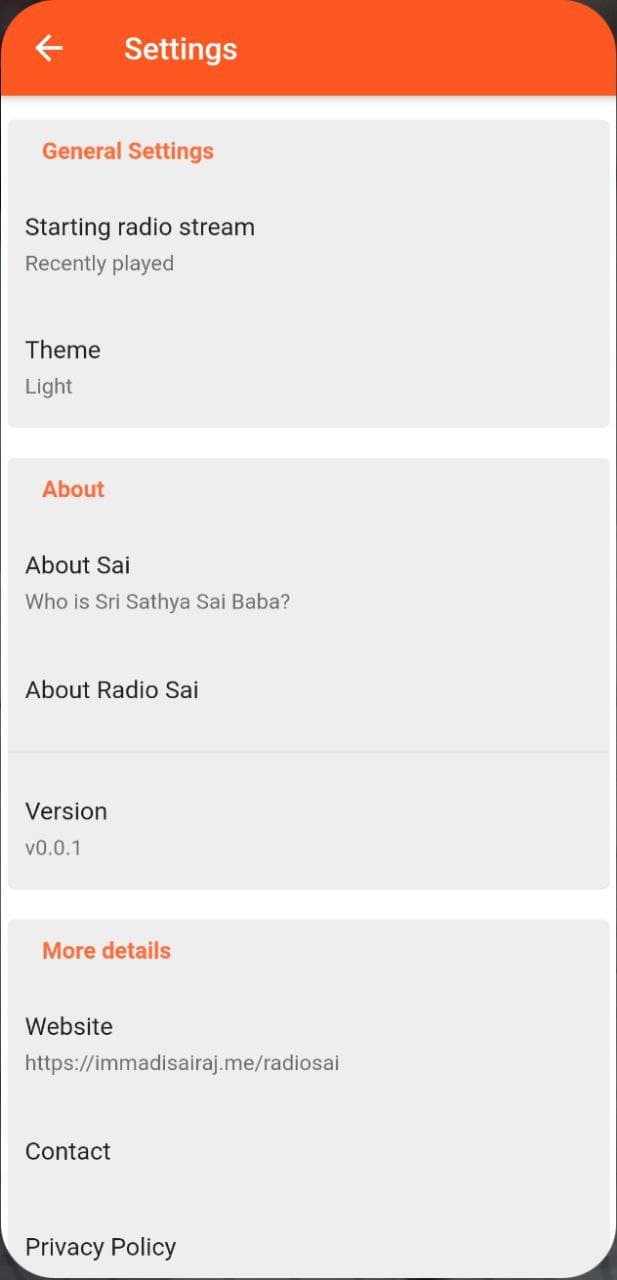 Settings
General Settings
Starting radio stream
Recently played
Theme
Light
About
About Sai
Who is Sri Sathya Sai Baba?
About Radio Sai
Version
v0.0.1
More details
Website
https://immadisairaj.me/radiosai
Contact
Privacy Policy